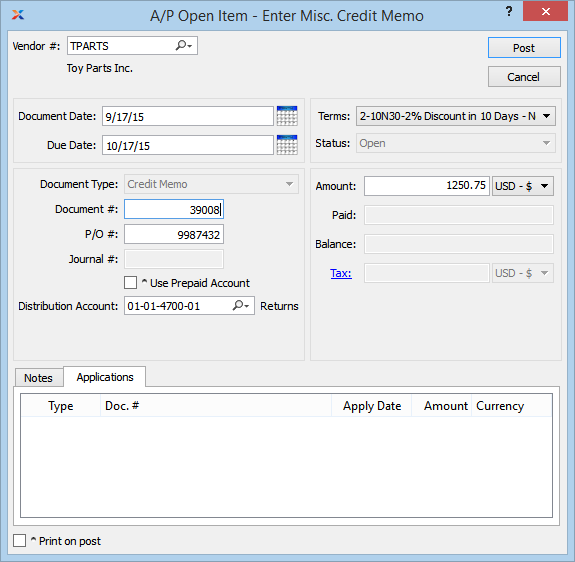 A/P Open Item - Enter Misc. Credit Memo
?
Vendor #: TPARTS
Toy Parts Inc.
Post
Cancel
Document Date: 9/17/15
Due Date: 10/17/15
Terms: 2-10N30-2% Discount in 10 Days - N
Status: Open
Document Type: Credit Memo
Document #: 39008
P/O #: 9987432
Journal #:
^ Use Prepaid Account
Distribution Account: 01-01-4700-01 Returns
Amount: 1250.75 USD - $
Paid:
Balance:
Tax: USD - $
Notes Applications
Type Doc. # Apply Date Amount Currency
^ Print on post